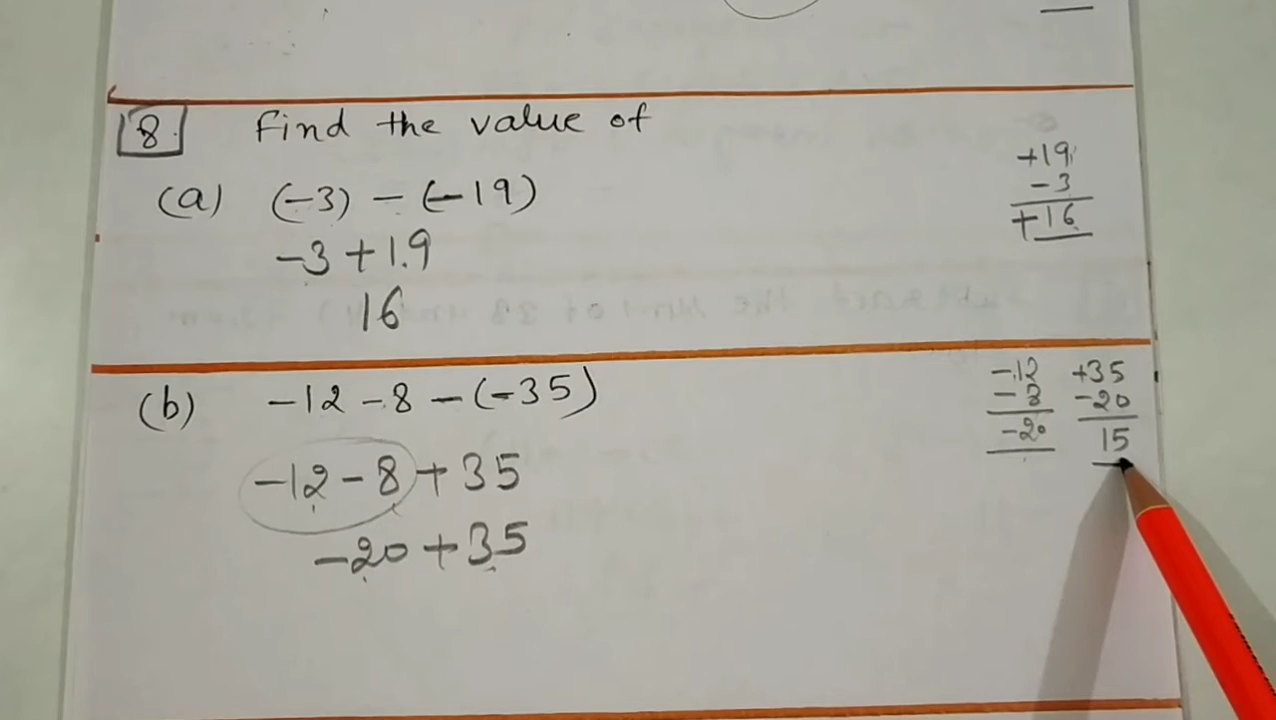 8. Find the value of
(a) (-3) - (-19)
-3 + 19
16
+19
-3
+16
(b) -12 - 8 - (-35)
-12 - 8 + 35
-20 + 35
-12
-8
-20
+35
-20
15